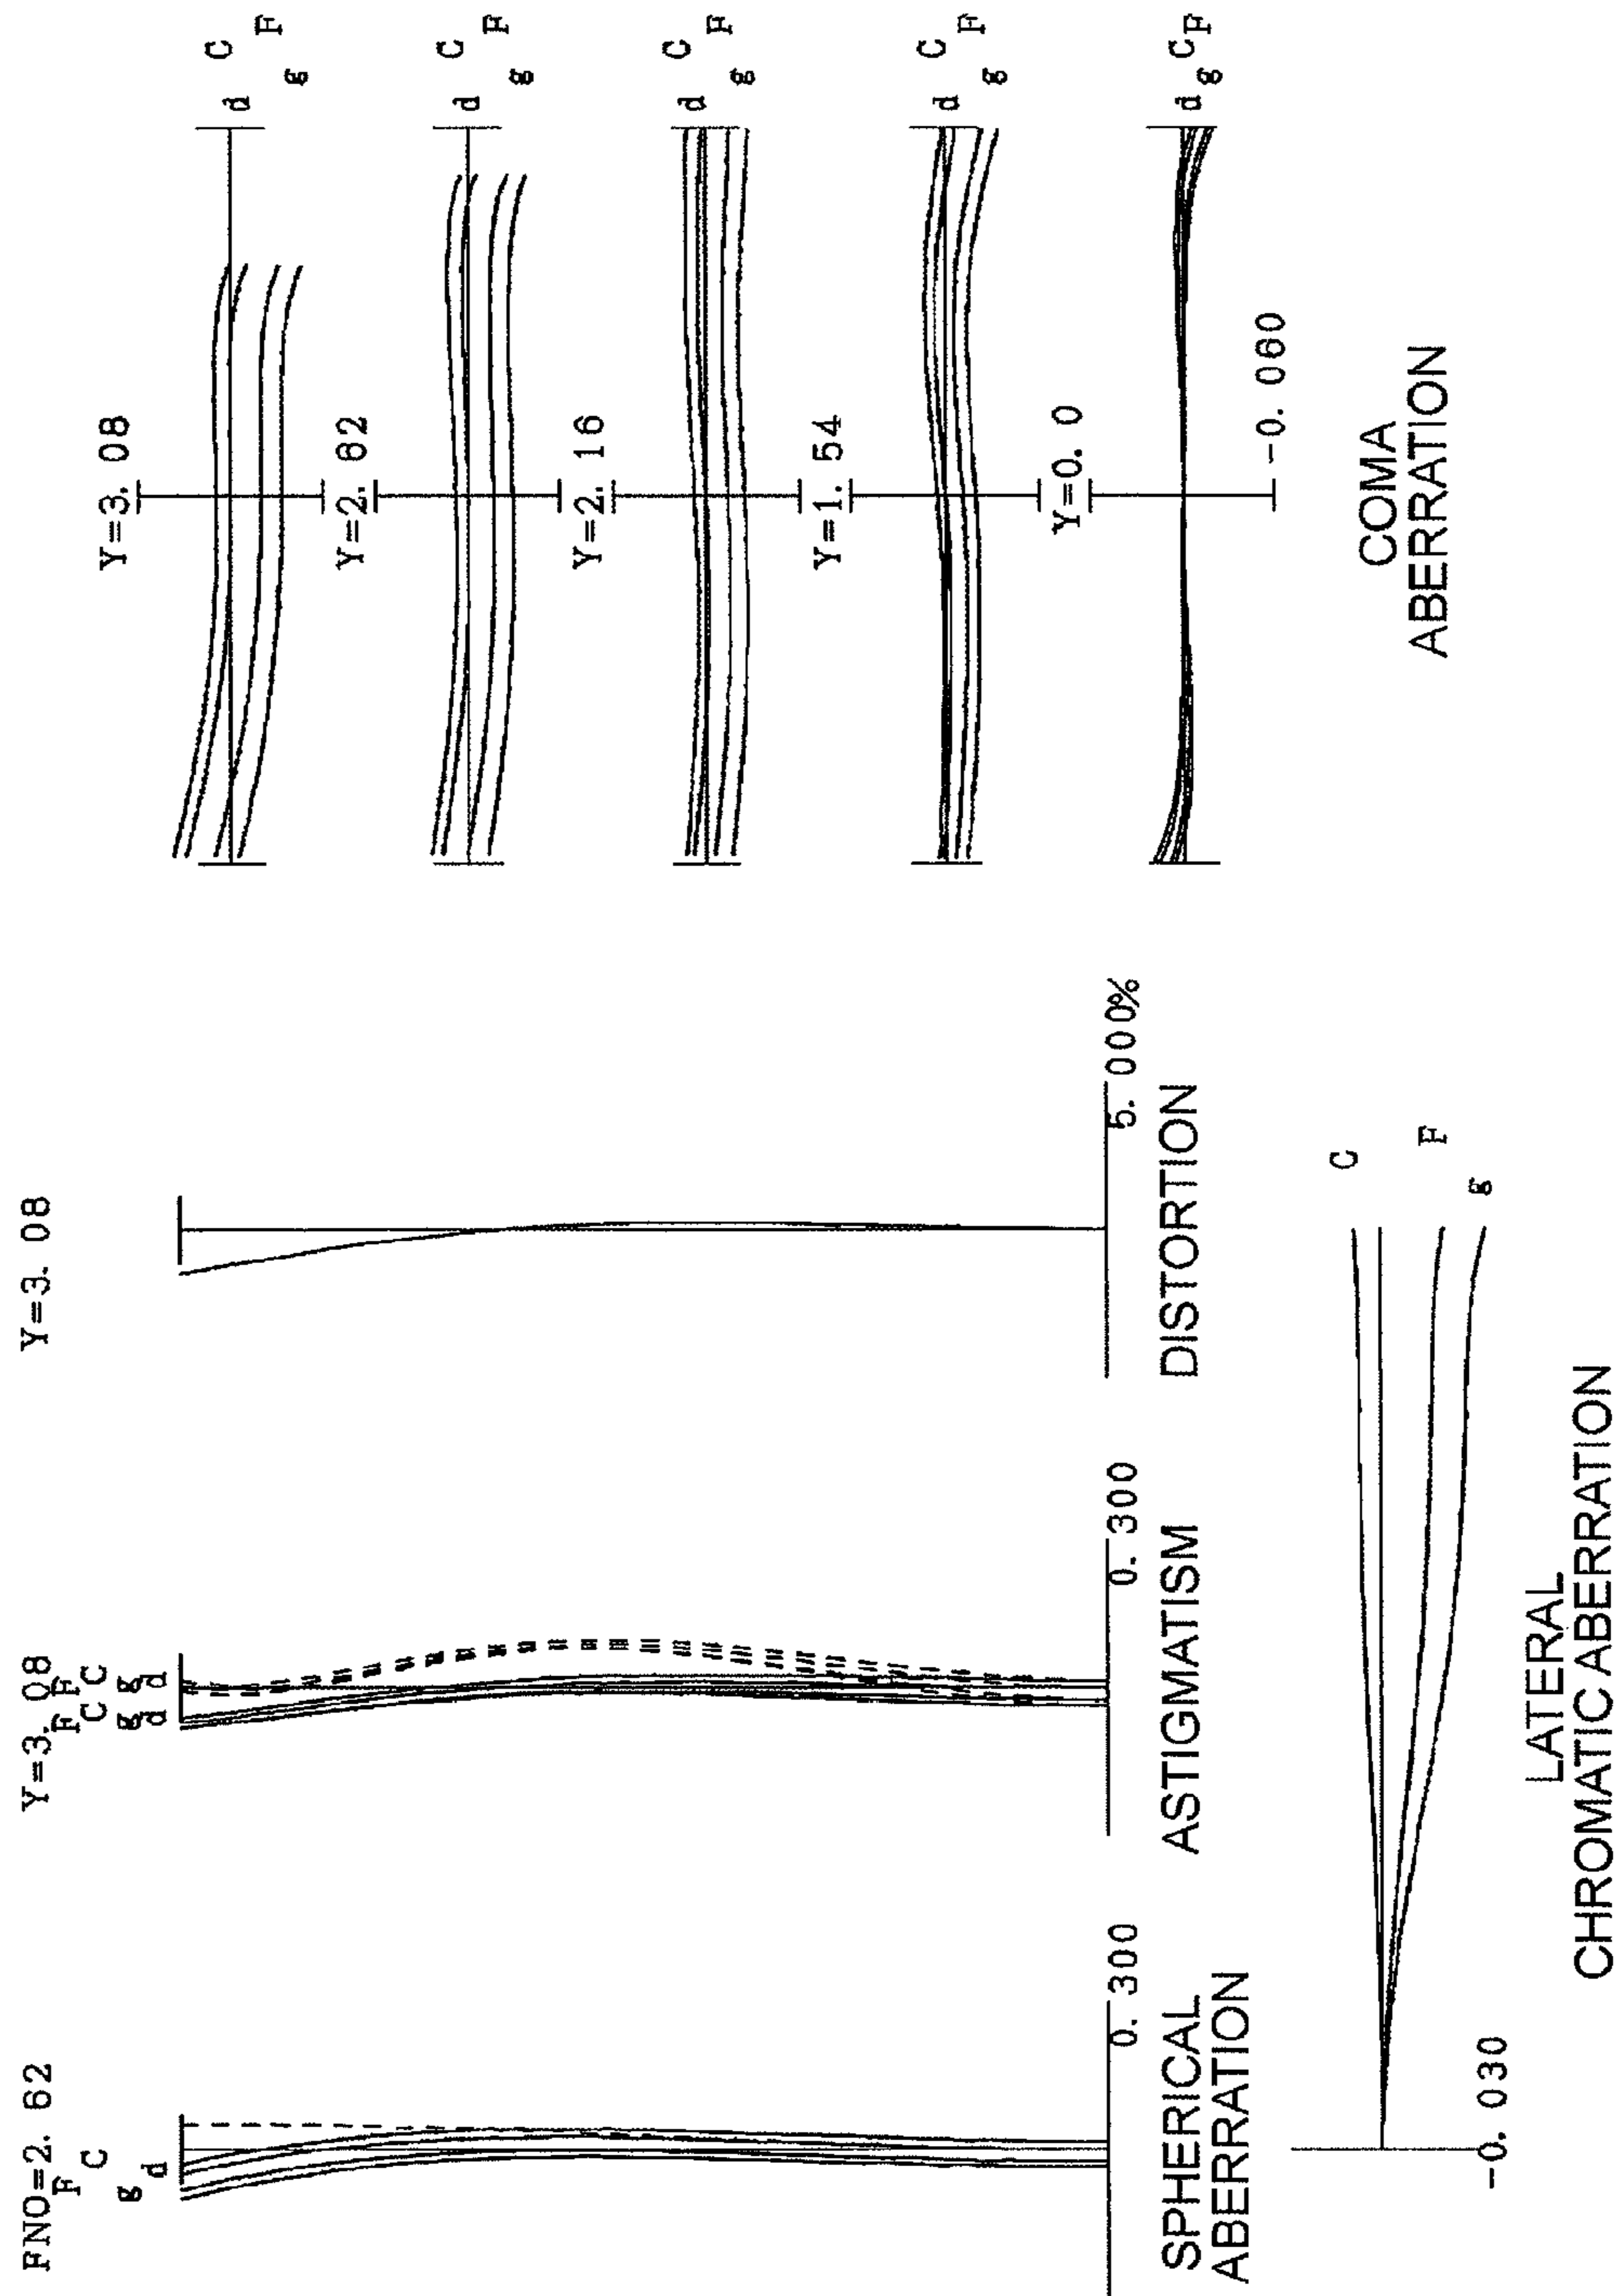 FNO=2. 62
F
C
g
d
0. 300
SPHERICAL
ABERRATION
Y=3. 08
F F
C C
g g
d d
0. 300
ASTIGMATISM
Y=3. 08
5. 000%
DISTORTION
C
F
g
-0. 030
LATERAL
CHROMATIC ABERRATION
Y=3. 08
C
F
g
d
Y=2. 62
C
F
g
d
Y=2. 16
C
F
g
d
Y=1. 54
C
F
g
d
Y=0. 0
C
F
g
d
-0. 060
COMA
ABERRATION